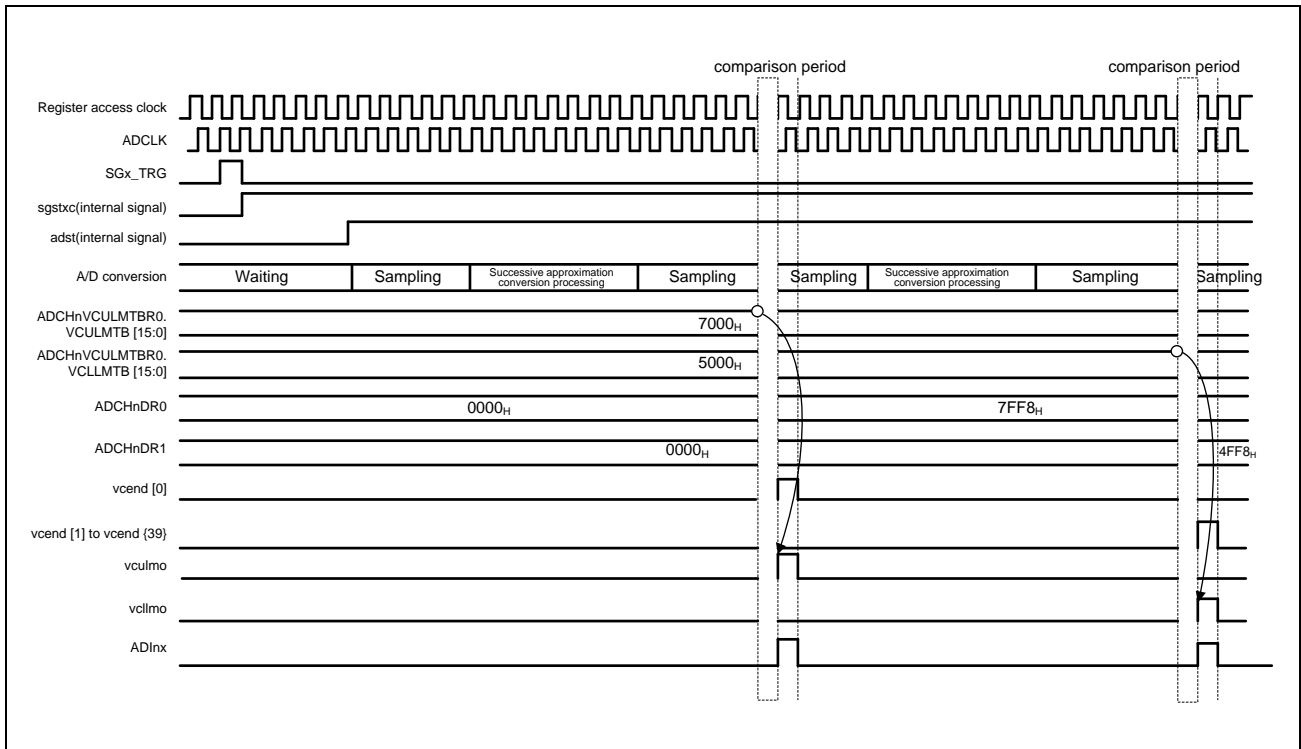 comparison period
comparison period
Register access clock
ADCLK
SGx_TRG
sgstxc(internal signal)
adst(internal signal)
A/D conversion
Waiting
Sampling
Successive approximation
conversion processing
Sampling
Sampling
Successive approximation
conversion processing
Sampling
Sampling
ADCHnVCULMTBR0.
VCULMTB [15:0]
7000H
ADCHnVCULMTBR0.
VCLLMTB [15:0]
5000H
ADCHnDR0
0000H
7FF8H
ADCHnDR1
0000H
4FF8H
vcend [0]
vcend [1] to vcend {39}
vculmo
vcllmo
ADInx